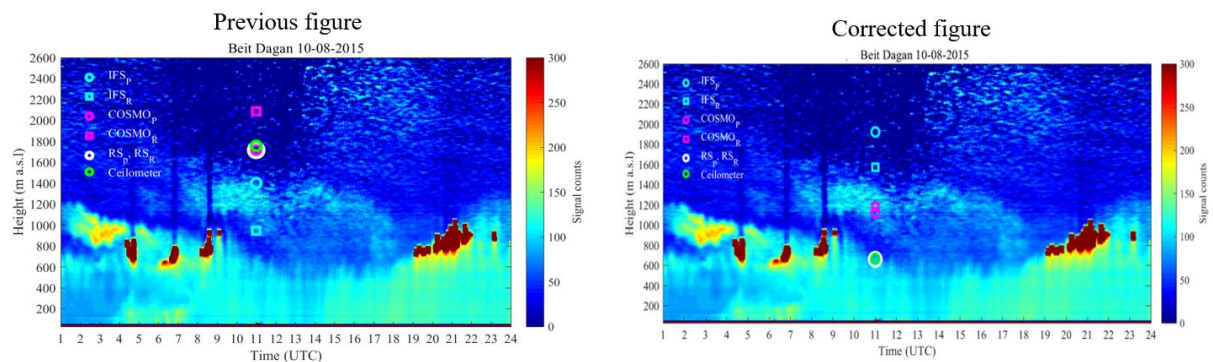 Previous figure
Beit Dagan 10-08-2015
2600
2400
2200
2000
1800
1600
1400
1200
1000
800
600
400
200
Height (m a.s.l)
IFS_P
IFS_R
COSMO_P
COSMO_R
RS_P, RS_R
Ceilometer
1 2 3 4 5 6 7 8 9 10 11 12 13 14 15 16 17 18 19 20 21 22 23 24
Time (UTC)
300
250
200
150
100
50
0
Signal counts
Corrected figure
Beit Dagan 10-08-2015
2600
2400
2200
2000
1800
1600
1400
1200
1000
800
600
400
200
Height (m a.s.l)
IFS_P
IFS_R
COSMO_P
COSMO_R
RS_P, RS_R
Ceilometer
1 2 3 4 5 6 7 8 9 10 11 12 13 14 15 16 17 18 19 20 21 22 23 24
Time (UTC)
300
250
200
150
100
50
0
Signal counts